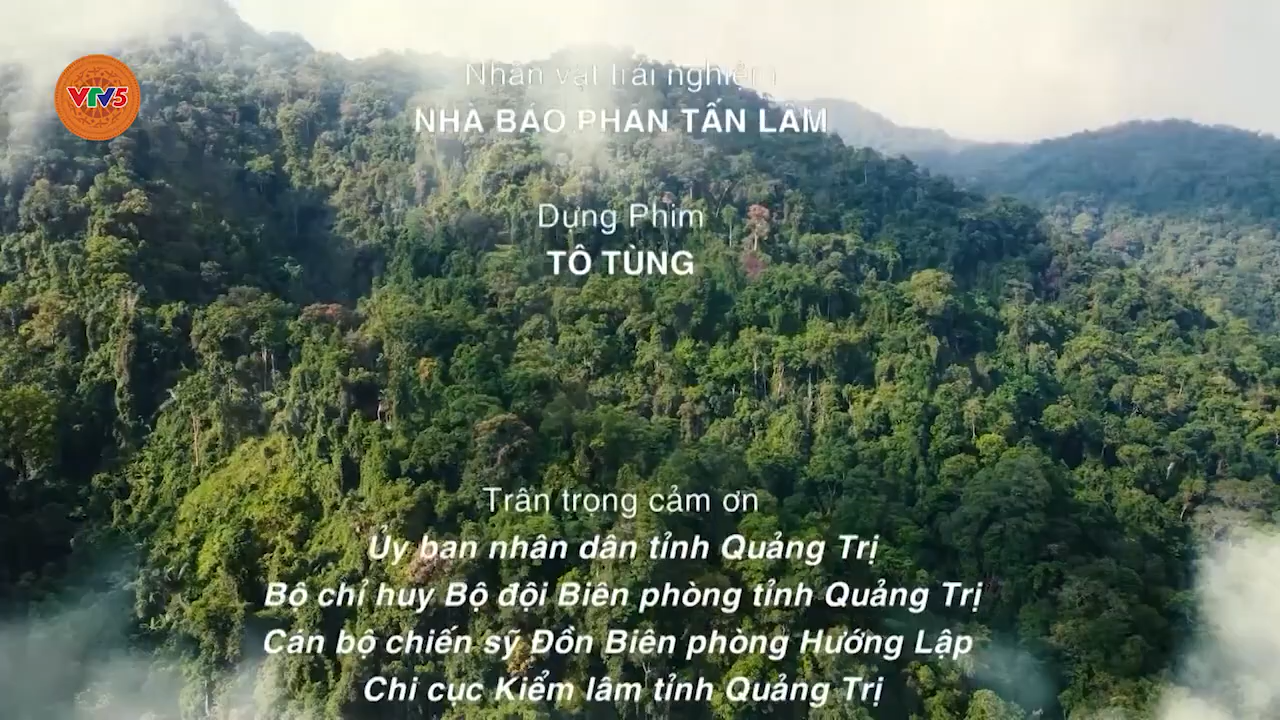 VTV5
Nhân vật trải nghiệm
NHÀ BÁO PHAN TẤN LÂM
Dựng Phim
TÔ TÙNG
Trân trọng cảm ơn
Ủy ban nhân dân tỉnh Quảng Trị
Bộ chỉ huy Bộ đội Biên phòng tỉnh Quảng Trị
Cán bộ chiến sỹ Đồn Biên phòng Hướng Lập
Chi cục Kiểm lâm tỉnh Quảng Trị